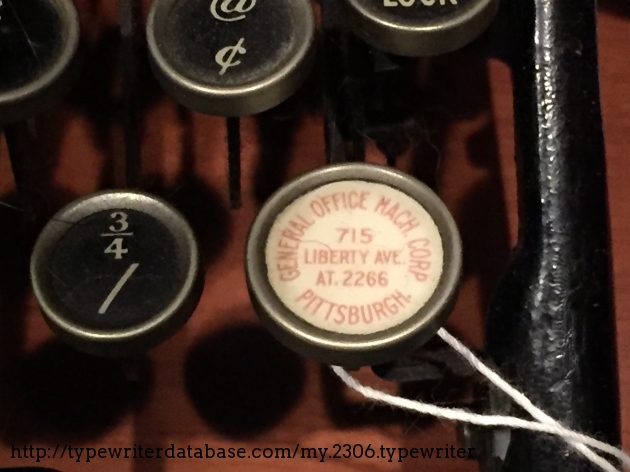 LOCK
@
¢
3/4
/
GENERAL OFFICE MACH. CORP
715
LIBERTY AVE.
AT. 2266
PITTSBURGH.
http://typewriterdatabase.com/my.2306.typewriter